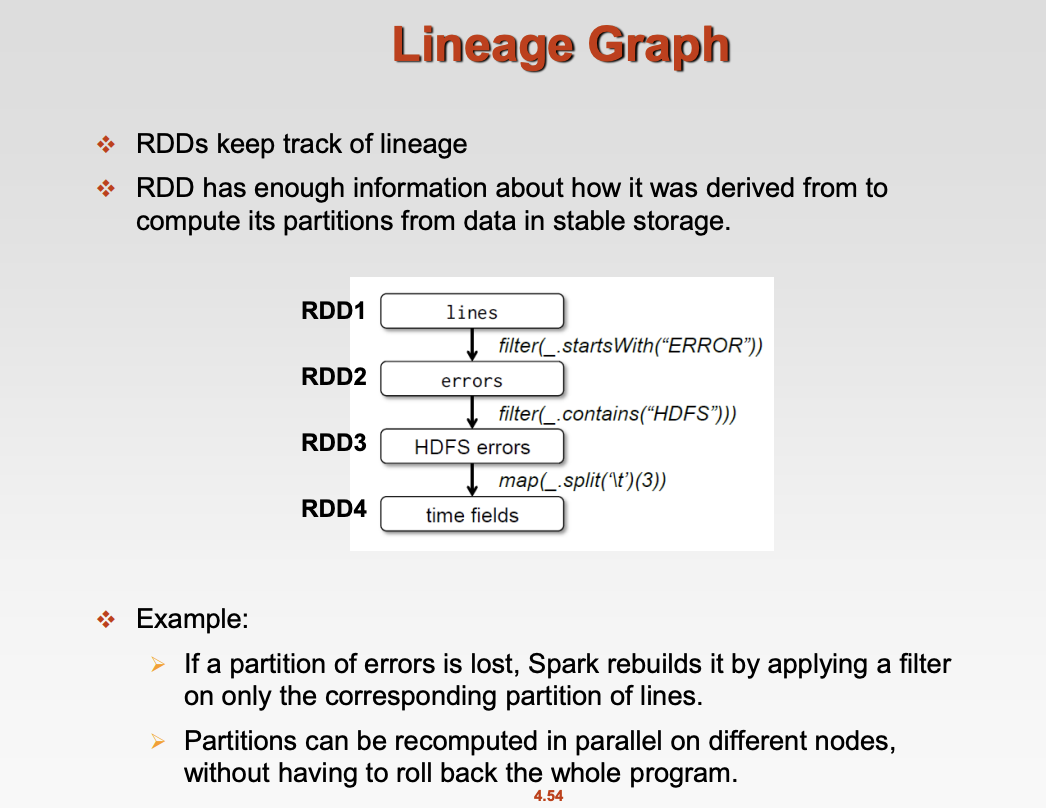 Lineage Graph
RDDs keep track of lineage
RDD has enough information about how it was derived from to
compute its partitions from data in stable storage.
RDD1
lines
filter(_.startsWith(“ERROR”))
RDD2
errors
filter(_.contains(“HDFS”)))
RDD3
HDFS errors
map(_.split(‘\t’)(3))
RDD4
time fields
Example:
If a partition of errors is lost, Spark rebuilds it by applying a filter
on only the corresponding partition of lines.
Partitions can be recomputed in parallel on different nodes,
without having to roll back the whole program.
4.54